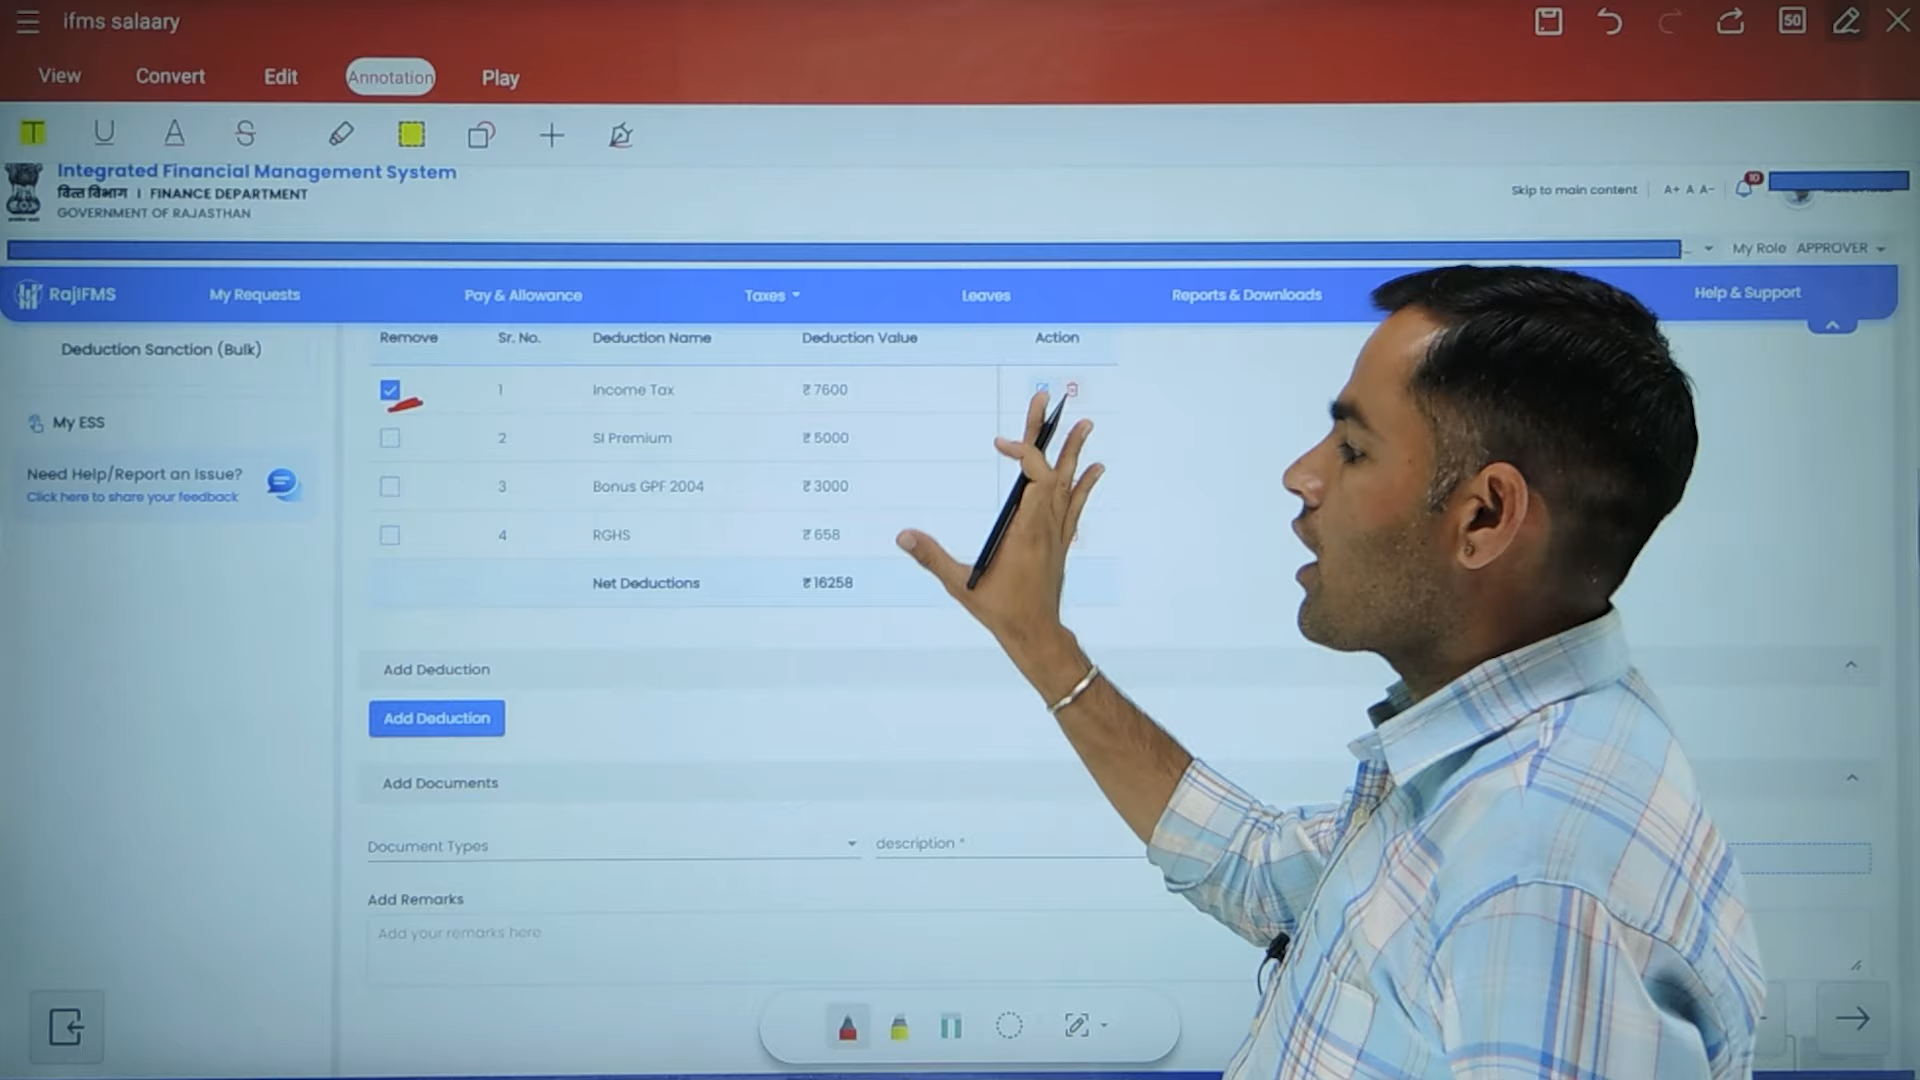 ifms salaary
50
View Convert Edit Annotation Play
T U A S
Integrated Financial Management System
वित्त विभाग | FINANCE DEPARTMENT
GOVERNMENT OF RAJASTHAN
Skip to main content A+ A A- 10
My Role APPROVER
RajIFMS My Requests Pay & Allowance Taxes Leaves Reports & Downloads Help & Support
Deduction Sanction (Bulk)
My ESS
Need Help/Report an Issue?
Click here to share your feedback
Remove Sr. No. Deduction Name Deduction Value Action
1 Income Tax ₹ 7600
2 SI Premium ₹ 5000
3 Bonus GPF 2004 ₹ 3000
4 RGHS ₹ 658
Net Deductions ₹ 16258
Add Deduction
Add Deduction
Add Documents
Document Types description *
Add Remarks
Add your remarks here